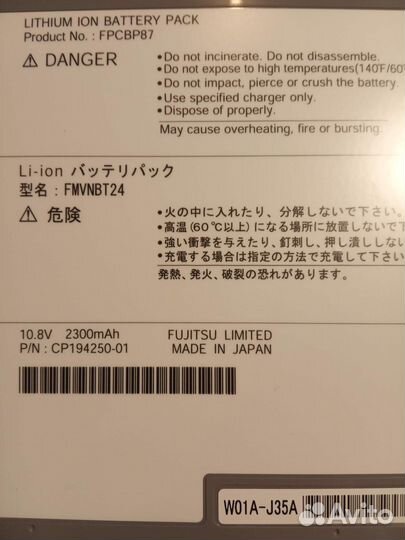 LITHIUM ION BATTERY PACK
Product No. : FPCBP87
⚠ DANGER
•Do not incinerate. Do not disassemble.
•Do not expose to high temperatures(140°F/60
•Do not impact, pierce or crush the battery.
•Use specified charger only.
•Dispose of properly.
May cause overheating, fire or bursting.
Li-ion バッテリパック
型名：FMVNBT24
⚠ 危険
•火の中に入れたり、分解しないで下さい。
•高温(60℃以上)になる場所に放置しないで下
•強い衝撃を与えたり、釘刺し、押し潰ししない
•充電する場合は指定の方法で充電して下さい
発熱、発火、破裂の恐れがあります。
10.8V 2300mAh
P/N : CP194250-01
FUJITSU LIMITED
MADE IN JAPAN
W01A-J35A
Avito